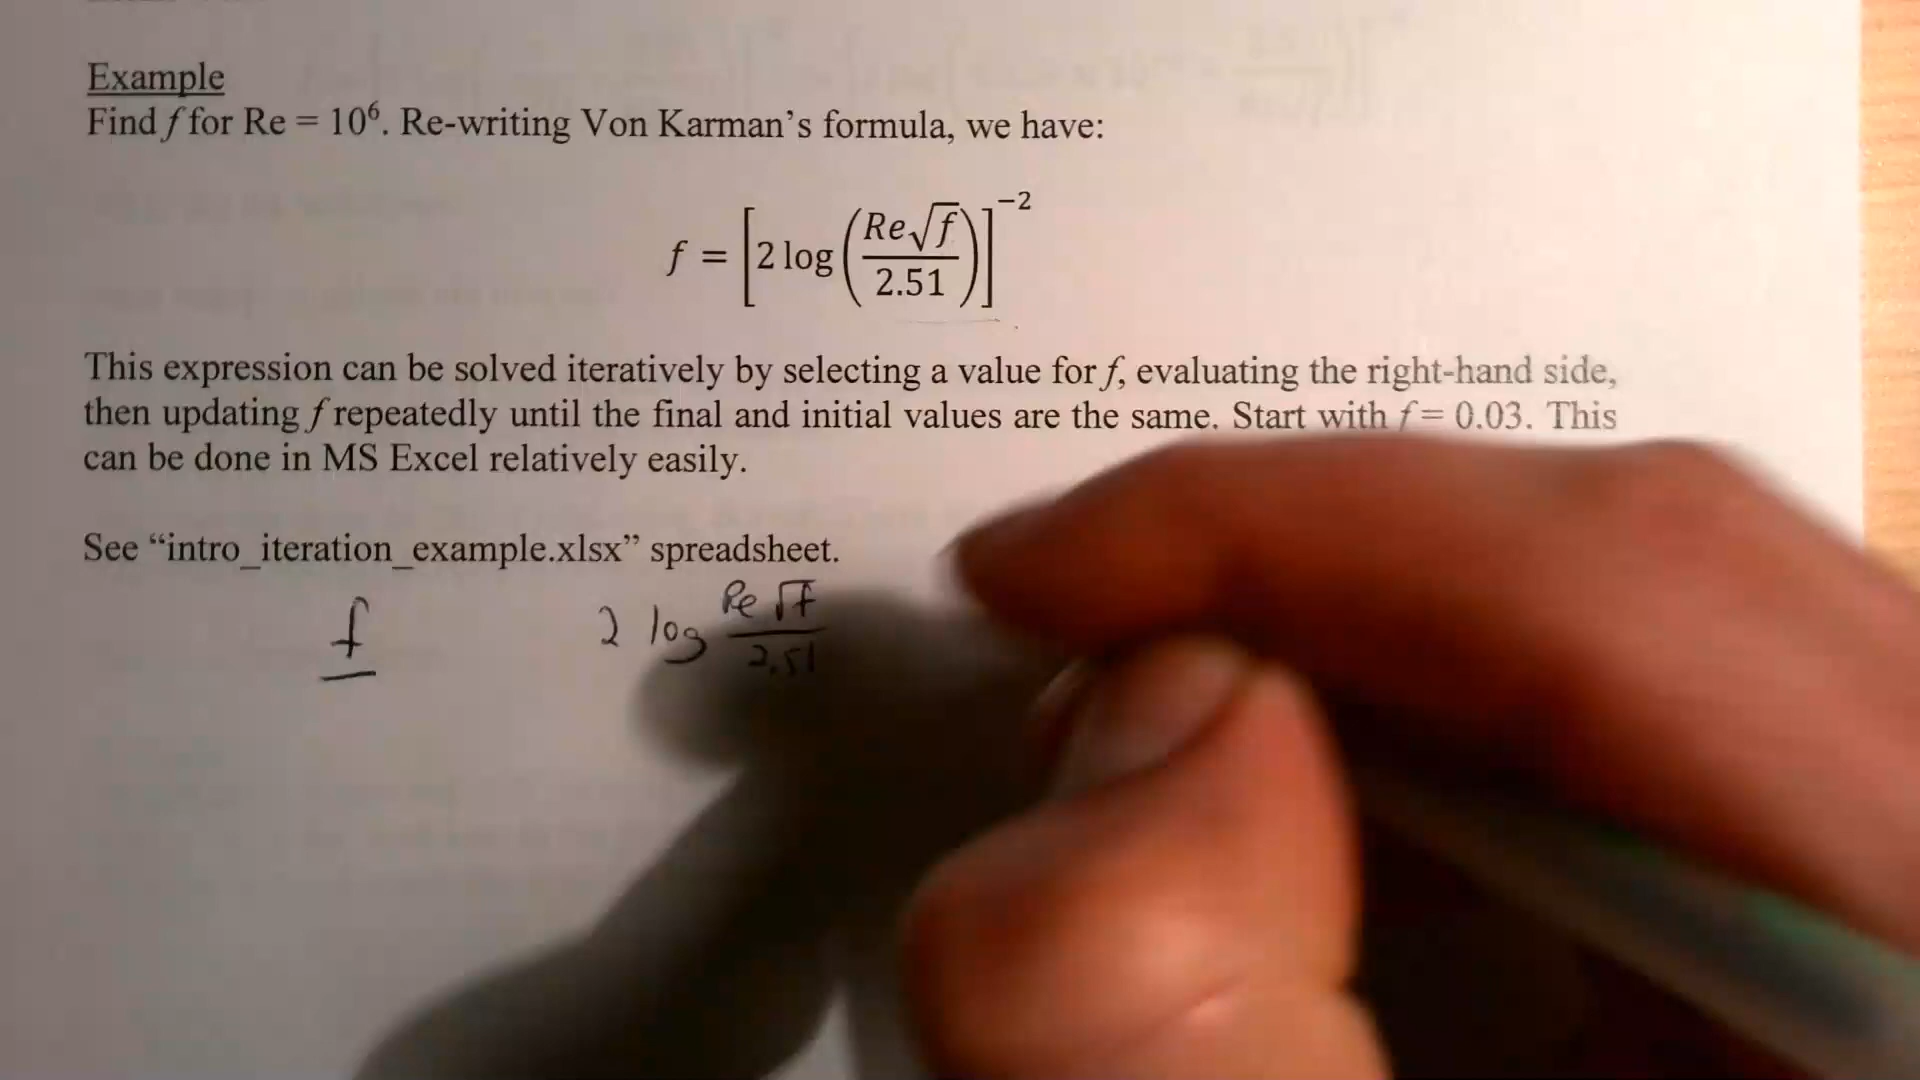 Example
Find f for Re = 10⁶. Re-writing Von Karman's formula, we have:
f = [2 log (Re√f / 2.51)]⁻²
This expression can be solved iteratively by selecting a value for f, evaluating the right-hand side,
then updating f repeatedly until the final and initial values are the same. Start with f = 0.03. This
can be done in MS Excel relatively easily.
See “intro_iteration_example.xlsx” spreadsheet.
f 2 log Re √f / 2.51